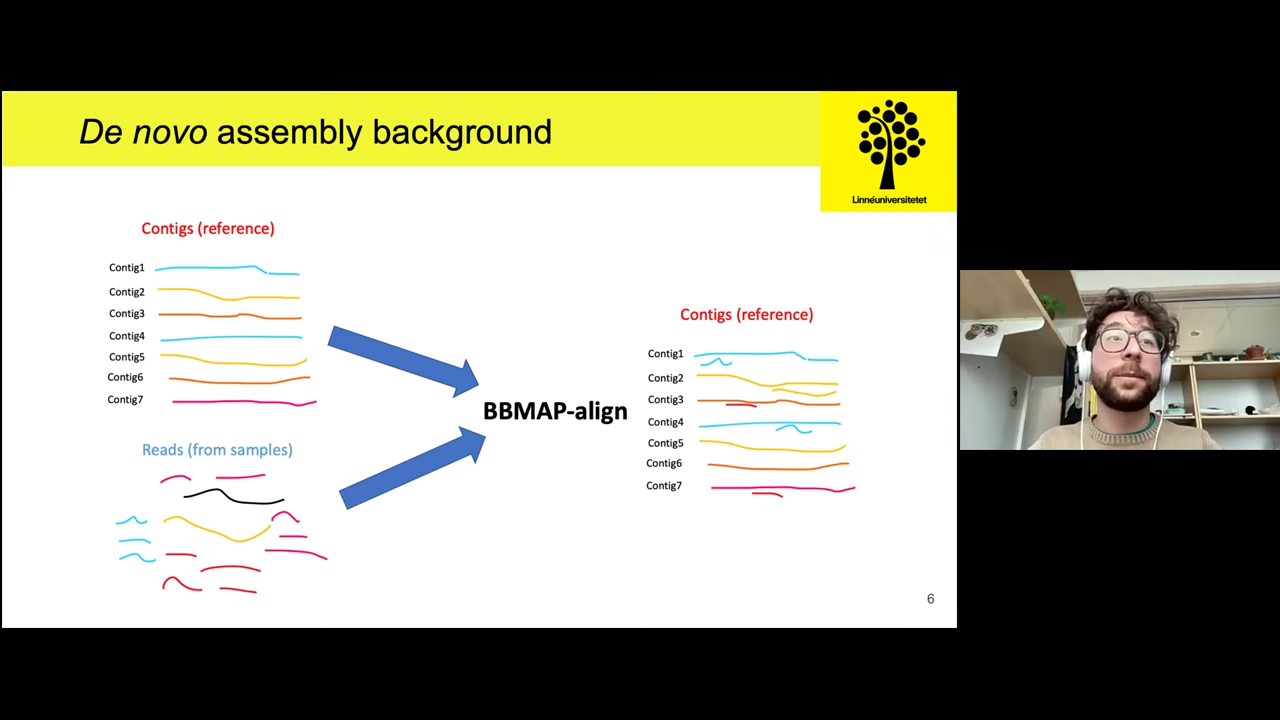 De novo assembly background
Linnéuniversitetet
Contigs (reference)
Contig1
Contig2
Contig3
Contig4
Contig5
Contig6
Contig7
Reads (from samples)
BBMAP-align
Contigs (reference)
Contig1
Contig2
Contig3
Contig4
Contig5
Contig6
Contig7
6